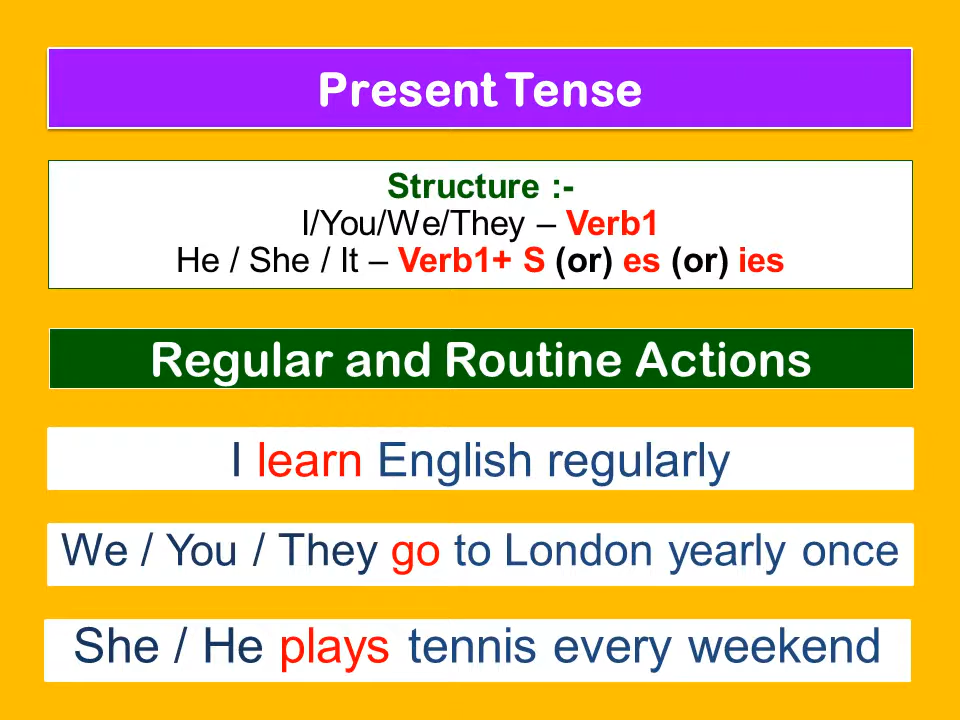 Present Tense
Structure :-
I/You/We/They – Verb1
He / She / It – Verb1+ S (or) es (or) ies
Regular and Routine Actions
I learn English regularly
We / You / They go to London yearly once
She / He plays tennis every weekend